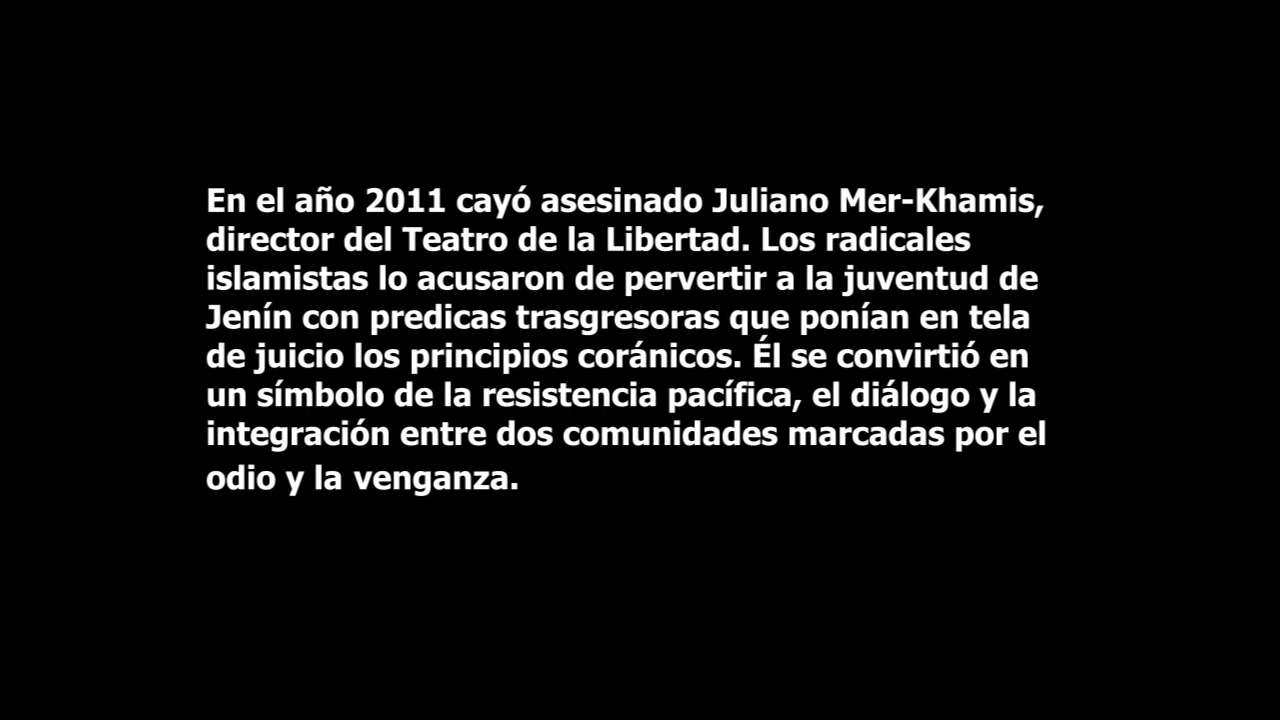 En el año 2011 cayó asesinado Juliano Mer-Khamis,
director del Teatro de la Libertad. Los radicales
islamistas lo acusaron de pervertir a la juventud de
Jenín con predicas trasgresoras que ponían en tela
de juicio los principios coránicos. Él se convirtió en
un símbolo de la resistencia pacífica, el diálogo y la
integración entre dos comunidades marcadas por el
odio y la venganza.